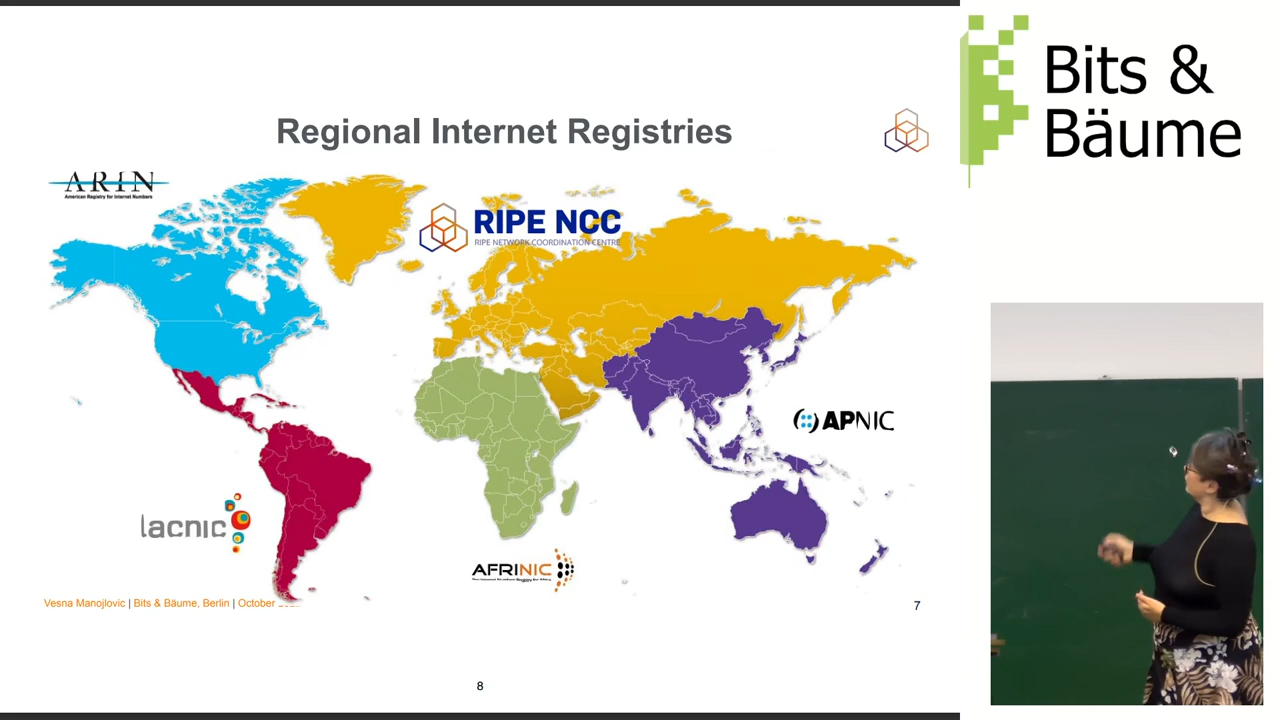 Regional Internet Registries
Bits &
Bäume
ARIN
American Registry for Internet Numbers
RIPE NCC
RIPE NETWORK COORDINATION CENTRE
APNIC
lacnic
AFRINIC
Vesna Manojlovic | Bits & Bäume, Berlin | October
7
8